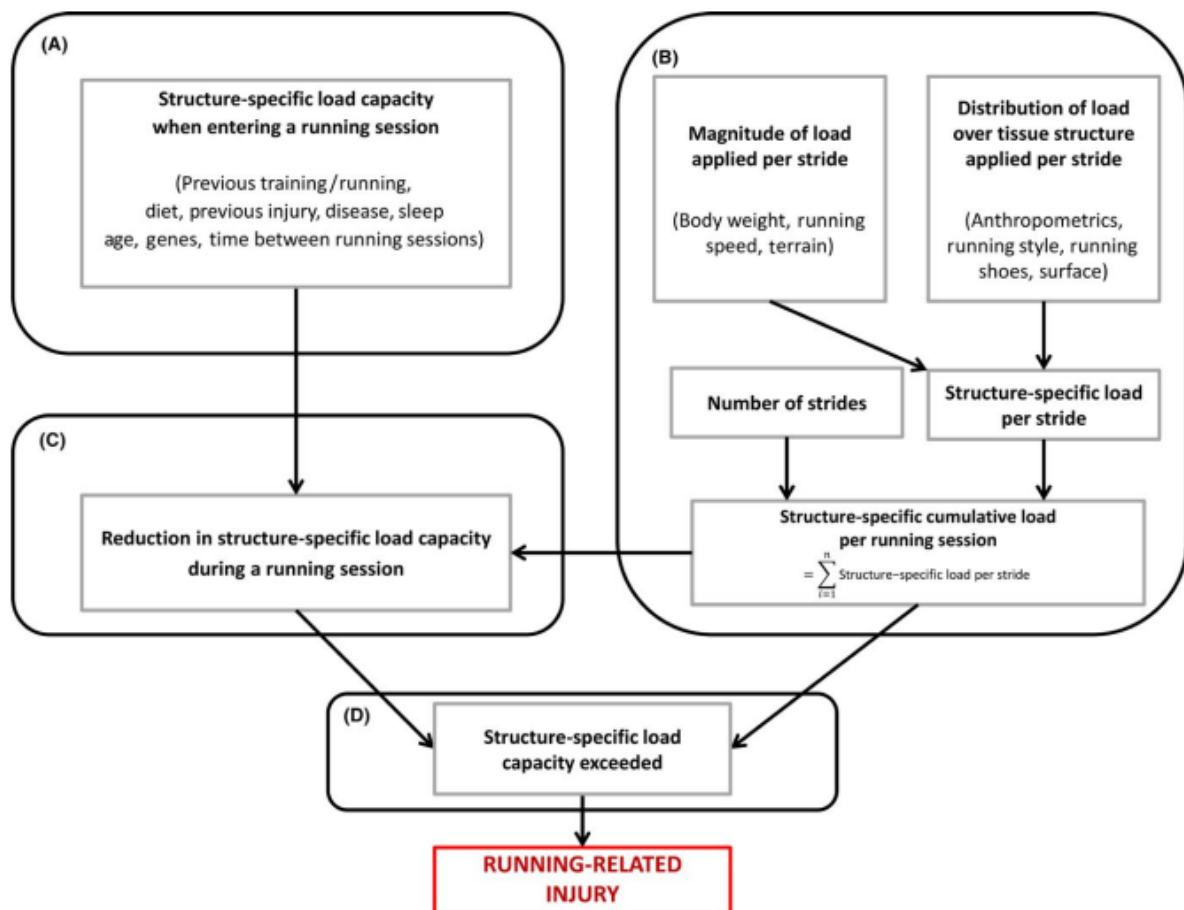 (A)
Structure-specific load capacity
when entering a running session
(Previous training/running,
diet, previous injury, disease, sleep
age, genes, time between running sessions)
(B)
Magnitude of load
applied per stride
(Body weight, running
speed, terrain)
Distribution of load
over tissue structure
applied per stride
(Anthropometrics,
running style, running
shoes, surface)
Number of strides
Structure-specific load
per stride
Structure-specific cumulative load
per running session
= ∑ⁿᵢ₌₁ Structure−specific load per stride
(C)
Reduction in structure-specific load capacity
during a running session
(D)
Structure-specific load
capacity exceeded
RUNNING-RELATED
INJURY